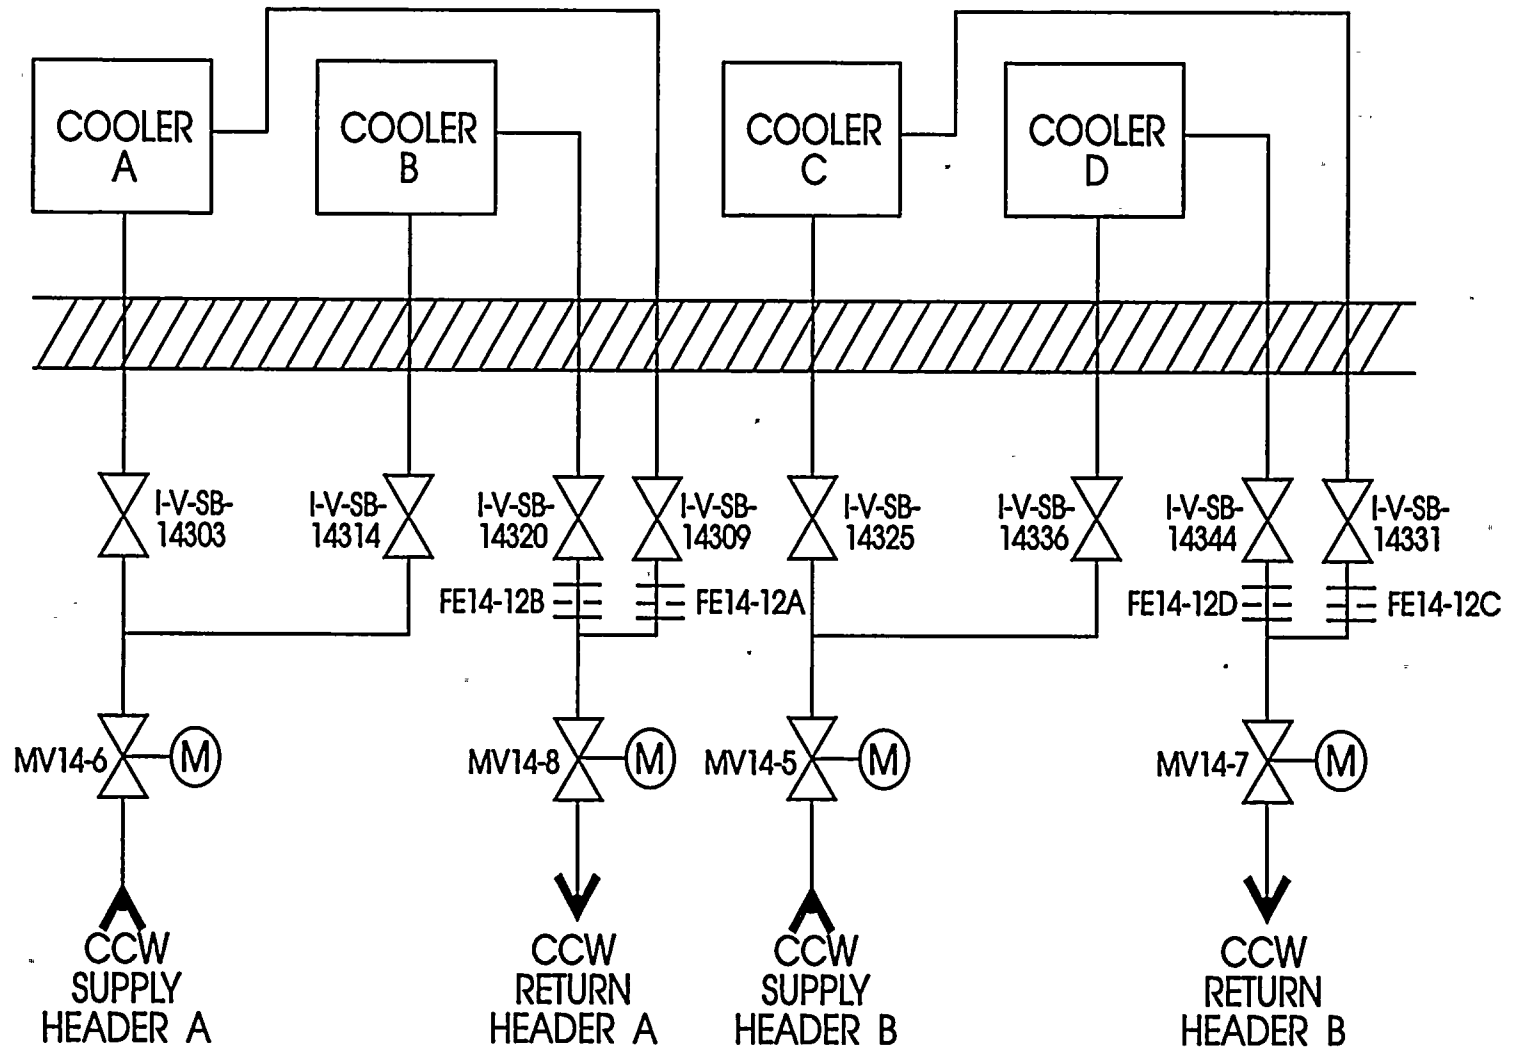 COOLER
A
COOLER
B
COOLER
C
COOLER
D
I-V-SB-
14303
I-V-SB-
14314
I-V-SB-
14320
I-V-SB-
14309
I-V-SB-
14325
I-V-SB-
14336
I-V-SB-
14344
I-V-SB-
14331
FE14-12B
FE14-12A
FE14-12D
FE14-12C
MV14-6
M
MV14-8
M
MV14-5
M
MV14-7
M
CCW
SUPPLY
HEADER A
CCW
RETURN
HEADER A
CCW
SUPPLY
HEADER B
CCW
RETURN
HEADER B